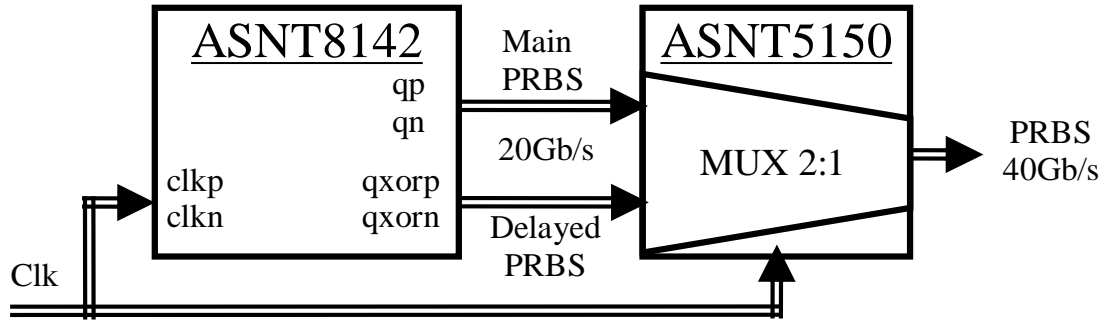 ASNT8142
qp
qn
clkp
clkn
qxorp
qxorn
Main
PRBS
20Gb/s
Delayed
PRBS
ASNT5150
MUX 2:1
PRBS
40Gb/s
Clk